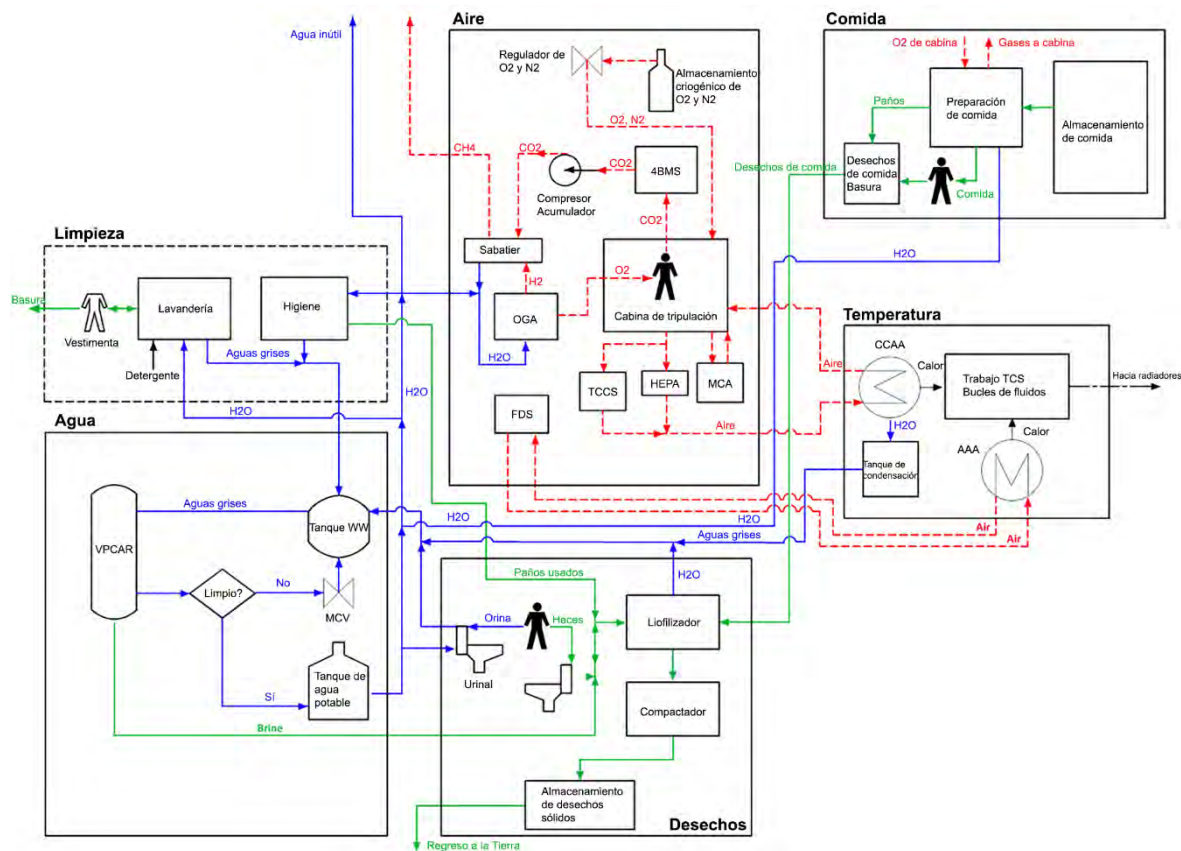 Agua inútil
CH4
Aire
Regulador de
O2 y N2
Almacenamiento
criogénico de
O2 y N2
O2, N2
CO2
CO2
4BMS
Compresor
Acumulador
CO2
Sabatier
H2
O2
OGA
H2O
Cabina de tripulación
TCCS
HEPA
MCA
FDS
Aire
Comida
O2 de cabina
Gases a cabina
Paños
Preparación
de comida
Almacenamiento
de comida
Desechos de comida
Desechos
de comida
Basura
Comida
H2O
Limpieza
Basura
Vestimenta
Lavandería
Higiene
Aguas grises
Detergente
H2O
H2O
Temperatura
Aire
CCAA
Calor
Trabajo TCS
Bucles de fluidos
Hacia radiadores
H2O
Calor
AAA
Tanque de
condensación
Air
Air
Agua
Aguas grises
Tanque WW
VPCAR
Limpio?
No
MCV
Sí
Tanque de
agua
potable
Brine
H2O
H2O
Aguas grises
H2O
Paños usados
Orina
Heces
Urinal
Liofilizador
Compactador
Almacenamiento
de desechos
sólidos
Desechos
Regreso a la Tierra